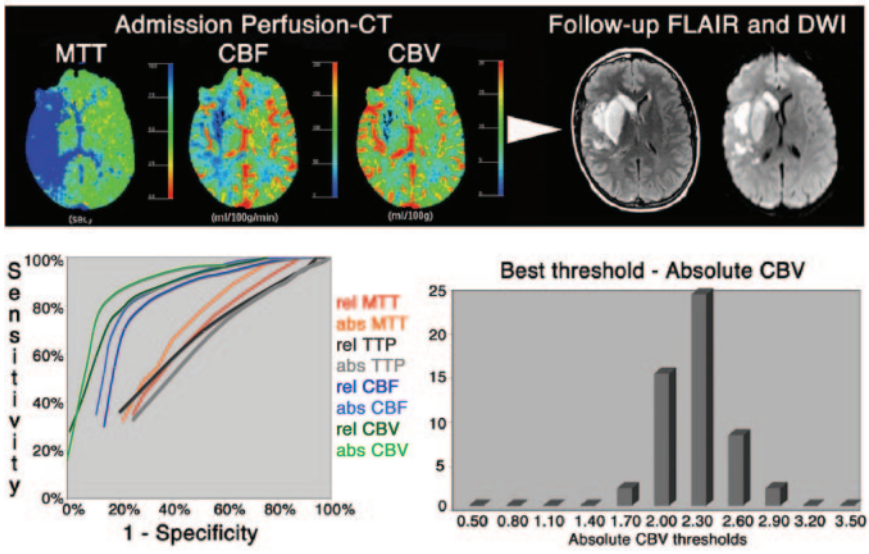 Admission Perfusion-CT
Follow-up FLAIR and DWI
MTT
CBF
CBV
(ml/100g/min)
(ml/100g)
Sensitivity
100%
80%
60%
40%
20%
0%
0% 20% 40% 60% 80% 100%
1 - Specificity
rel MTT
abs MTT
rel TTP
abs TTP
rel CBF
abs CBF
rel CBV
abs CBV
Best threshold - Absolute CBV
25
20
15
10
5
0
0.50 0.80 1.10 1.40 1.70 2.00 2.30 2.60 2.90 3.20 3.50
Absolute CBV thresholds